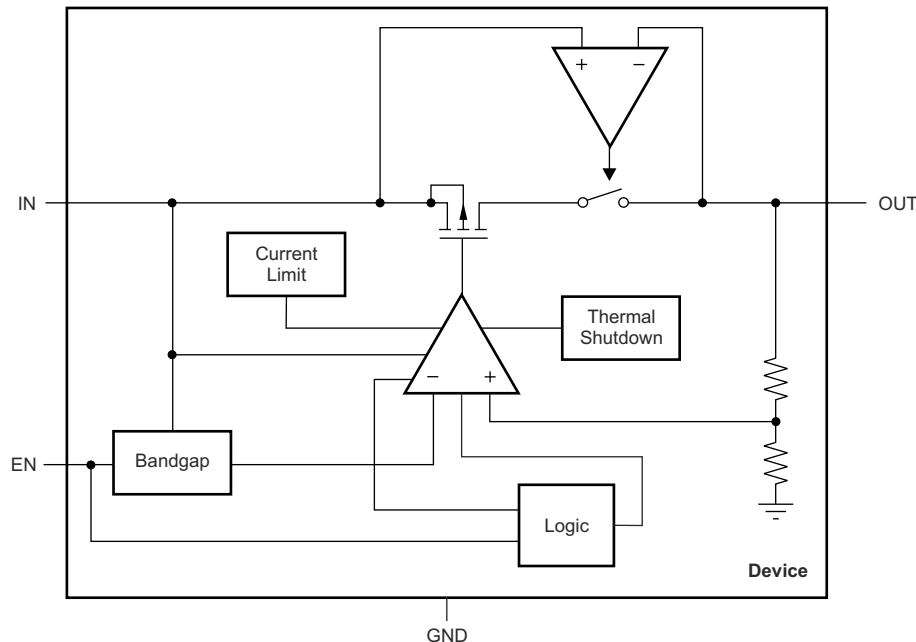 + −
IN
OUT
Current
Limit
Thermal
Shutdown
− +
EN
Bandgap
Logic
Device
GND